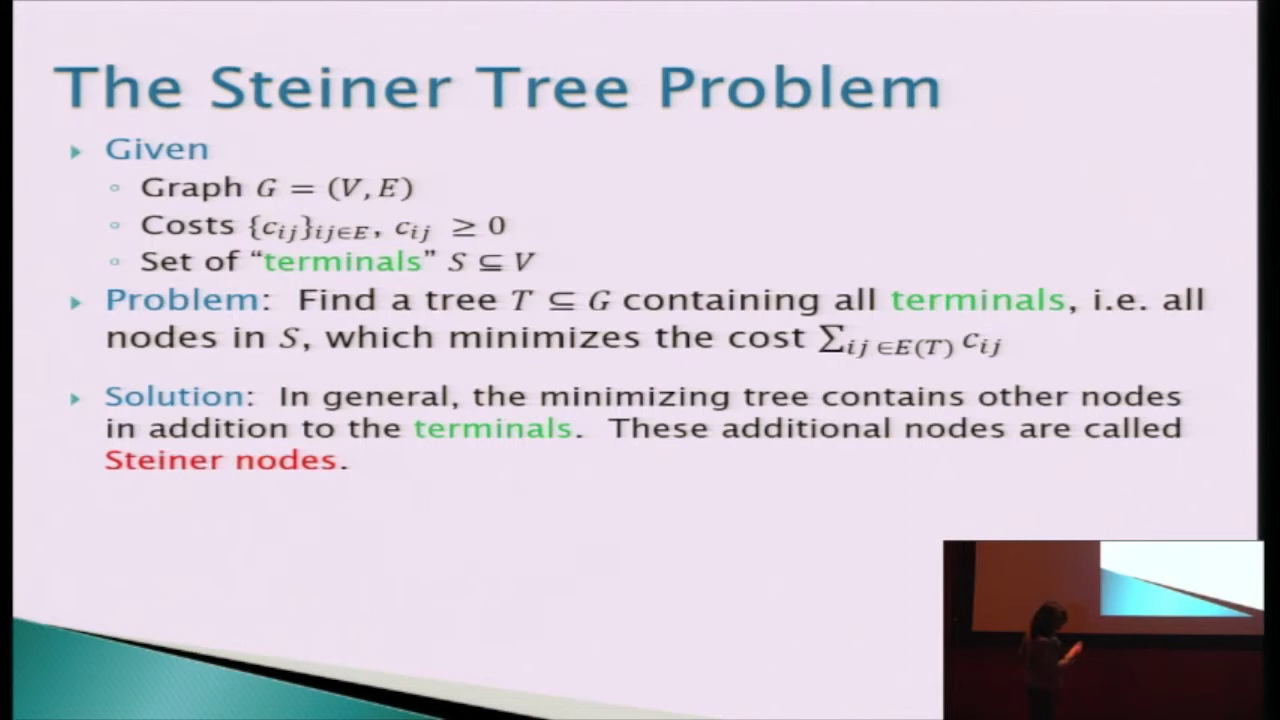 The Steiner Tree Problem
Given
Graph G = (V, E)
Costs {c_ij}_ij∈E, c_ij ≥ 0
Set of “terminals” S ⊆ V
Problem: Find a tree T ⊆ G containing all terminals, i.e. all
nodes in S, which minimizes the cost ∑_ij ∈E(T) c_ij
Solution: In general, the minimizing tree contains other nodes
in addition to the terminals. These additional nodes are called
Steiner nodes.